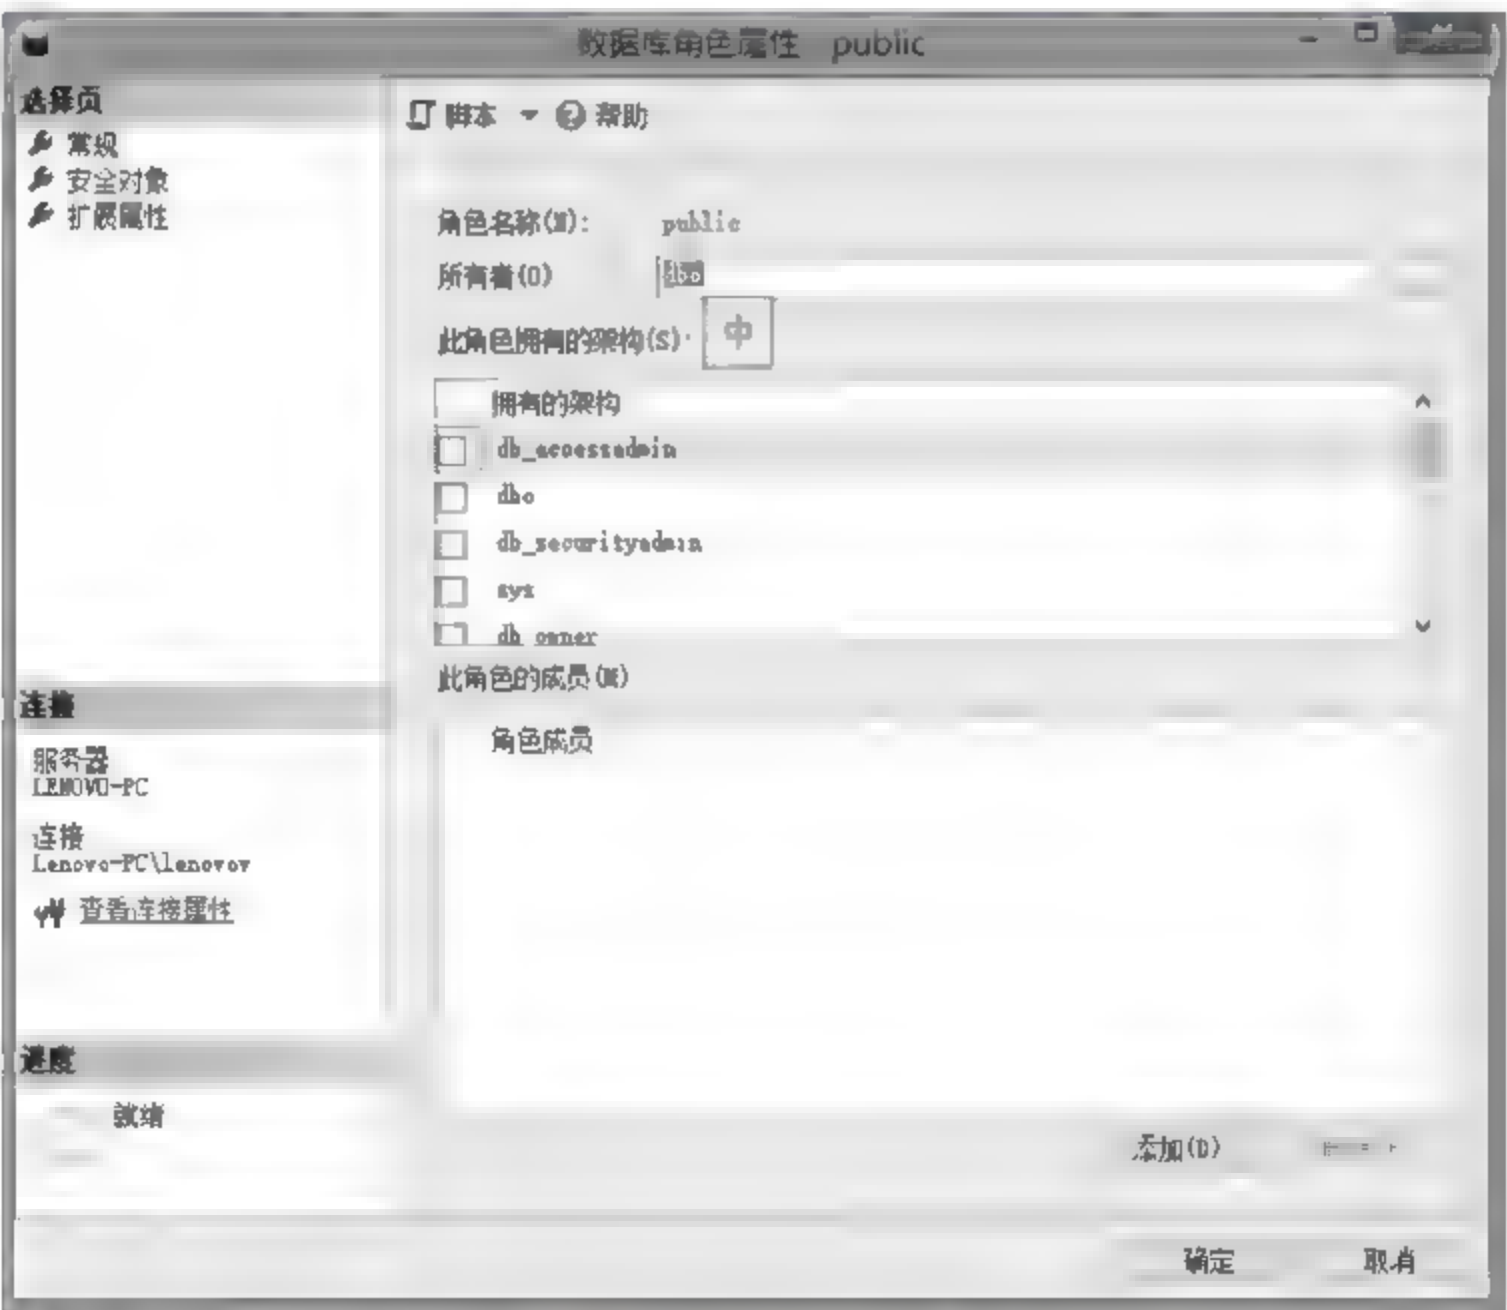 数据库角色属性 public
选择页
常规
安全对象
扩展属性
脚本 帮助
角色名称(N): public
所有者(O) dbo
此角色拥有的架构(S):
中
拥有的架构
db_accessadmin
dbo
db_securityadmin
sys
db_owner
此角色的成员(M)
角色成员
连接
服务器
LENOVO-PC
连接
Lenovo-PC\lenovov
查看连接属性
进度
就绪
添加(D)
确定 取消